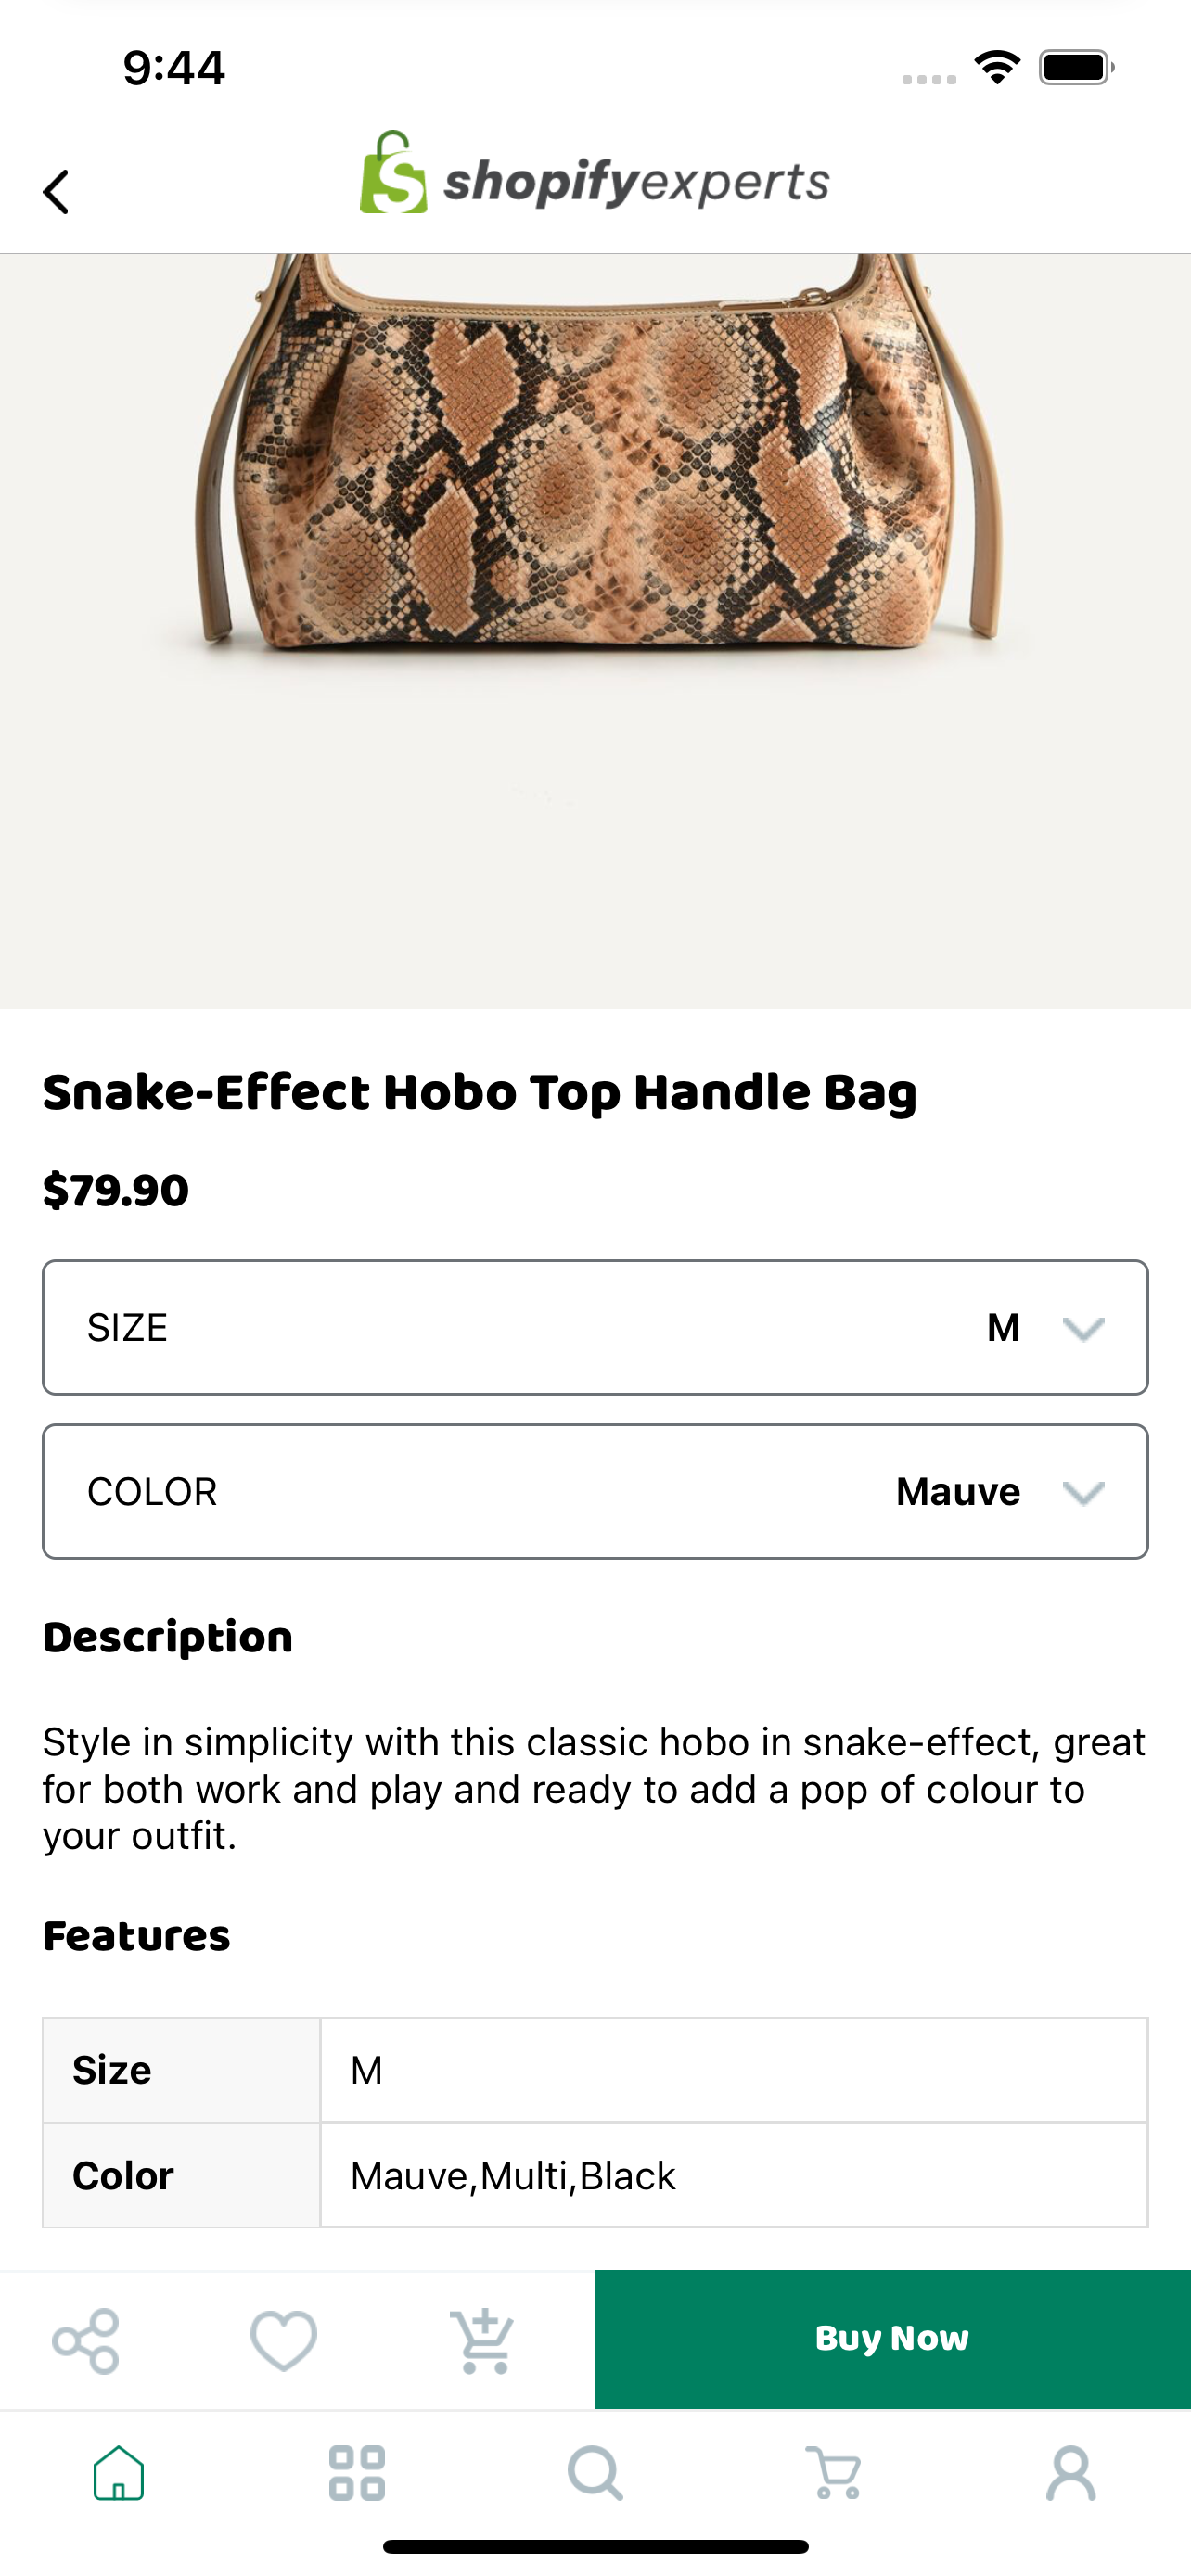 9:44
shopifyexperts
Snake-Effect Hobo Top Handle Bag
$79.90
SIZE M
COLOR Mauve
Description
Style in simplicity with this classic hobo in snake-effect, great
for both work and play and ready to add a pop of colour to
your outfit.
Features
Size M
Color Mauve,Multi,Black
Buy Now